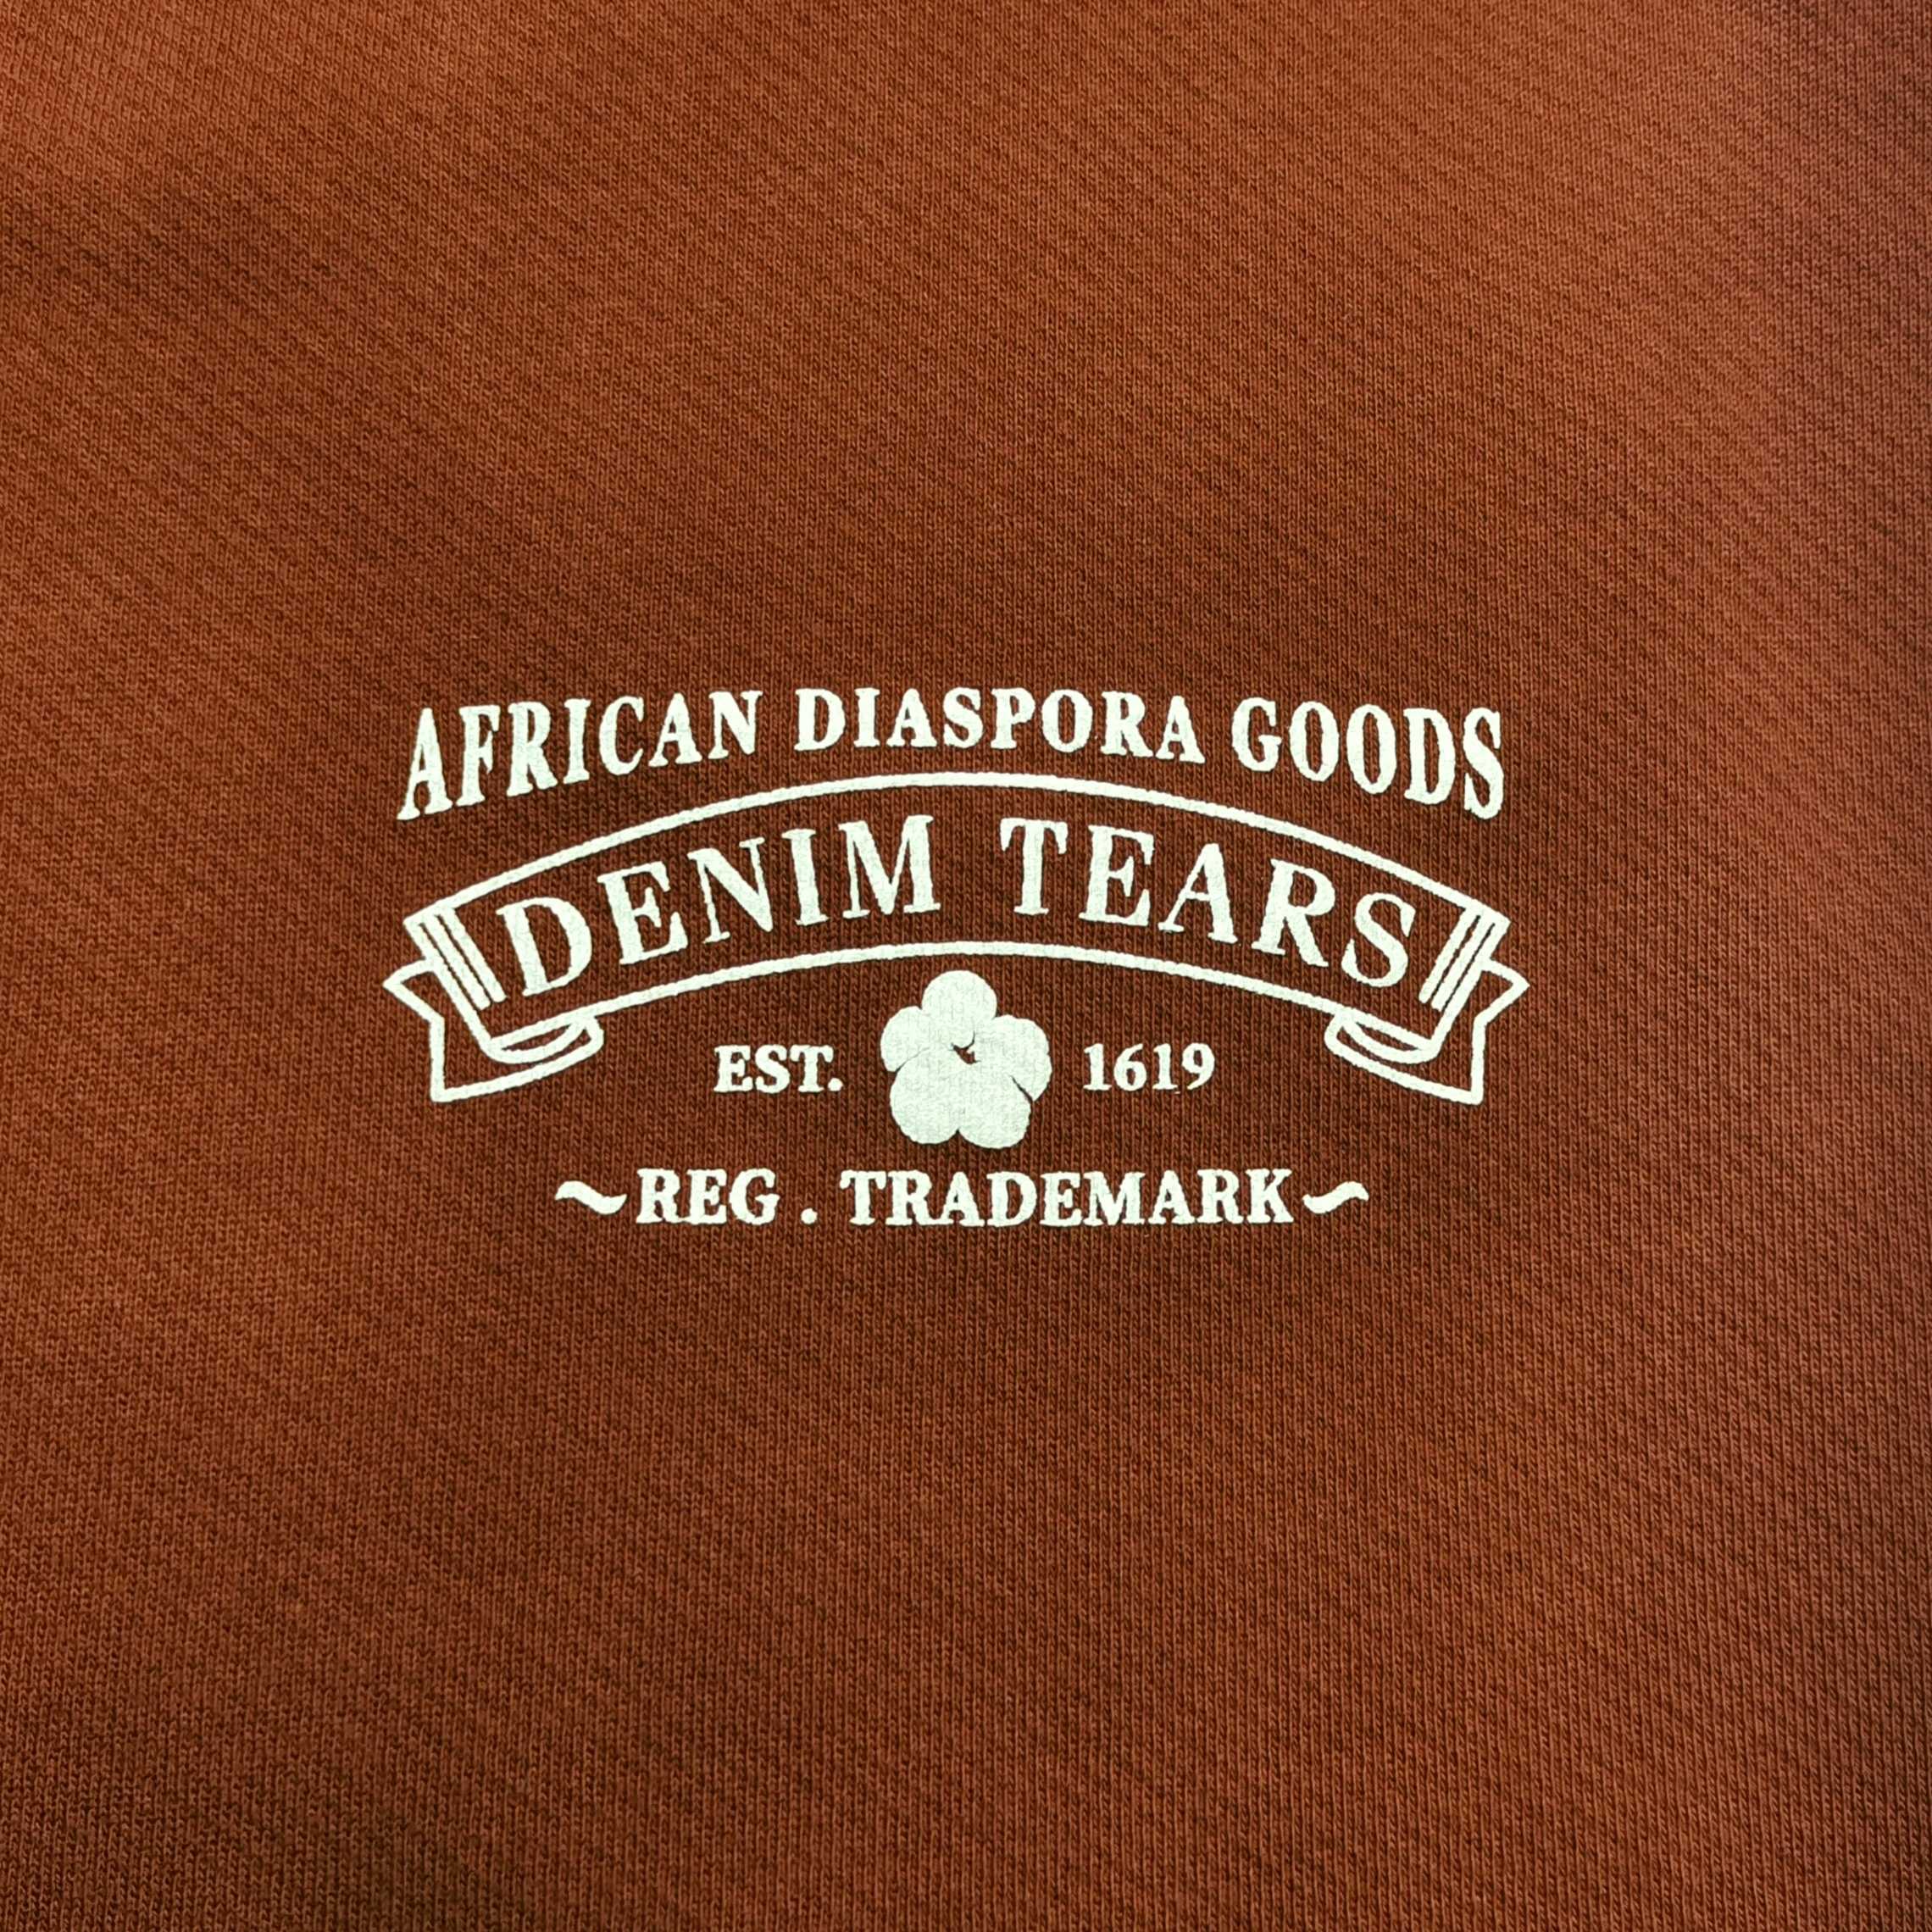 AFRICAN DIASPORA GOODS
DENIM TEARS
EST. 1619
~REG . TRADEMARK~